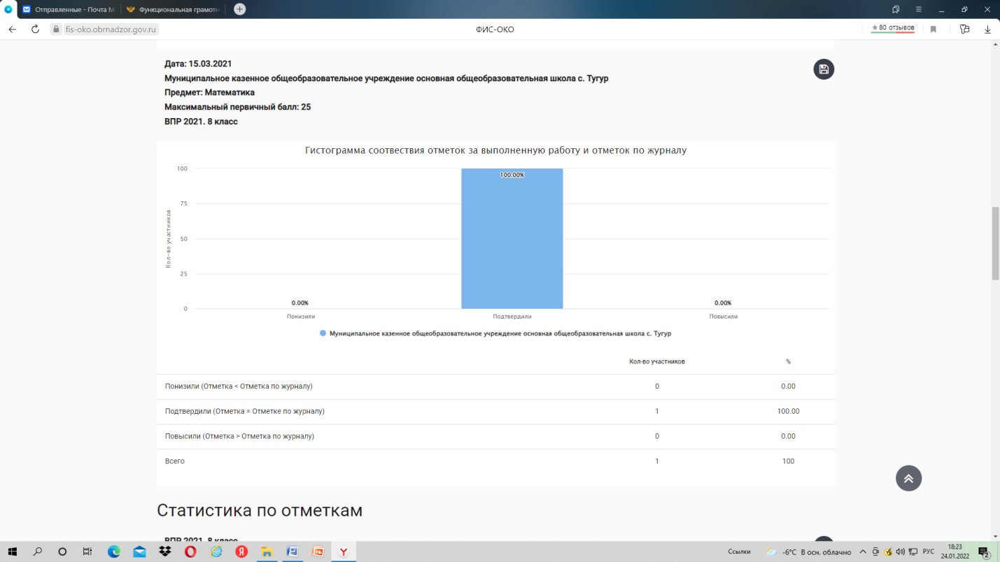 Отправленные - Почта М
Функциональная грамотн
fis-oko.obrnadzor.gov.ru
ФИС-ОКО
★ 80 отзывов
Дата: 15.03.2021
Муниципальное казенное общеобразовательное учреждение основная общеобразовательная школа с. Тугур
Предмет: Математика
Максимальный первичный балл: 25
ВПР 2021. 8 класс
Гистограмма соотвествия отметок за выполненную работу и отметок по журналу
Кол-во участников
100
75
50
25
0
0.00%
100.00%
0.00%
Понизили
Подтвердили
Повысили
Муниципальное казенное общеобразовательное учреждение основная общеобразовательная школа с. Тугур
Кол-во участников %
Понизили (Отметка < Отметка по журналу) 0 0.00
Подтвердили (Отметка = Отметке по журналу) 1 100.00
Повысили (Отметка > Отметка по журналу) 0 0.00
Всего 1 100
Статистика по отметкам
ВПР 2021. 8 класс
Ссылки
-6°C В осн. облачно
РУС
18:23
24.01.2022
2